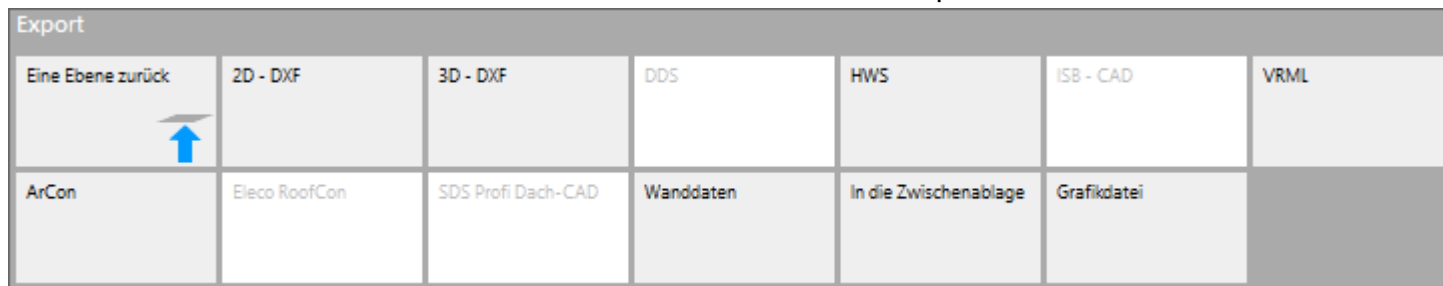 Export
Eine Ebene zurück 2D - DXF 3D - DXF DDS HWS ISB - CAD VRML
ArCon Eleco RoofCon SDS Profi Dach-CAD Wanddaten In die Zwischenablage Grafikdatei